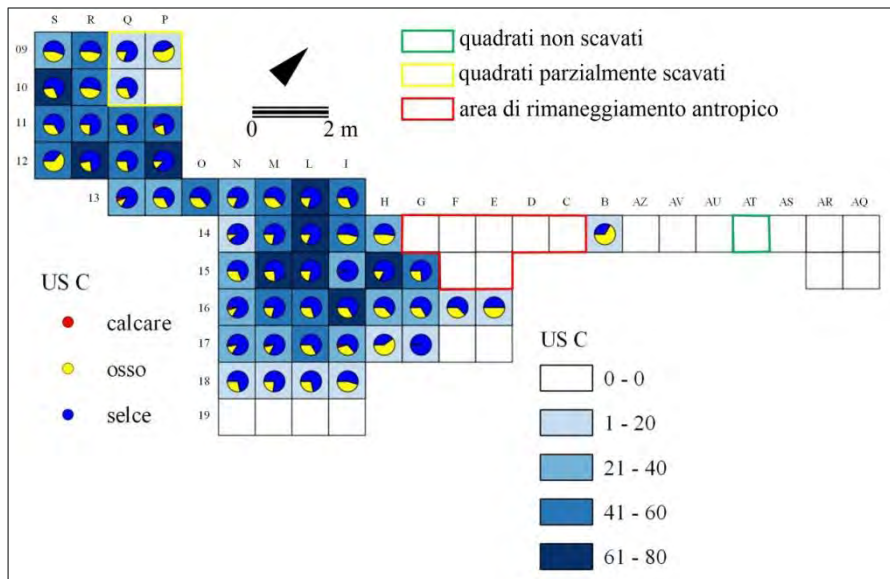 S R Q P
09
10
11
12
13
O N M L I
H G F E D C B AZ AV AU AT AS AR AQ
14
15
16
17
18
19
0 2 m
quadrati non scavati
quadrati parzialmente scavati
area di rimaneggiamento antropico
US C
calcare
osso
selce
US C
0 - 0
1 - 20
21 - 40
41 - 60
61 - 80